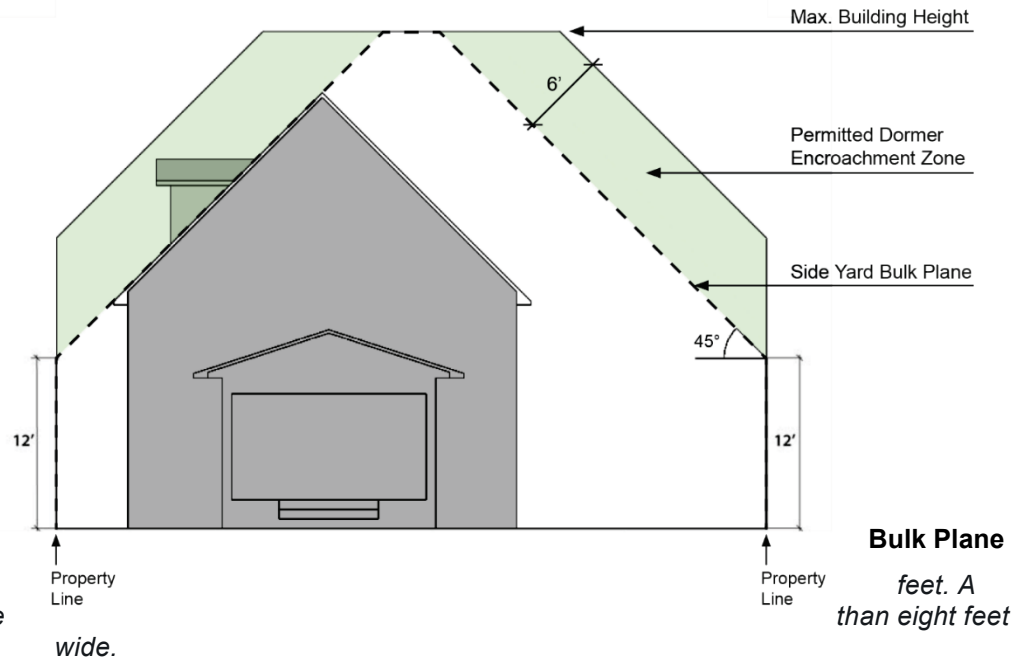 Max. Building Height
6'
Permitted Dormer
Encroachment Zone
Side Yard Bulk Plane
45°
12'
12'
Bulk Plane
Property
Line
Property
Line
feet. A
than eight feet
wide.